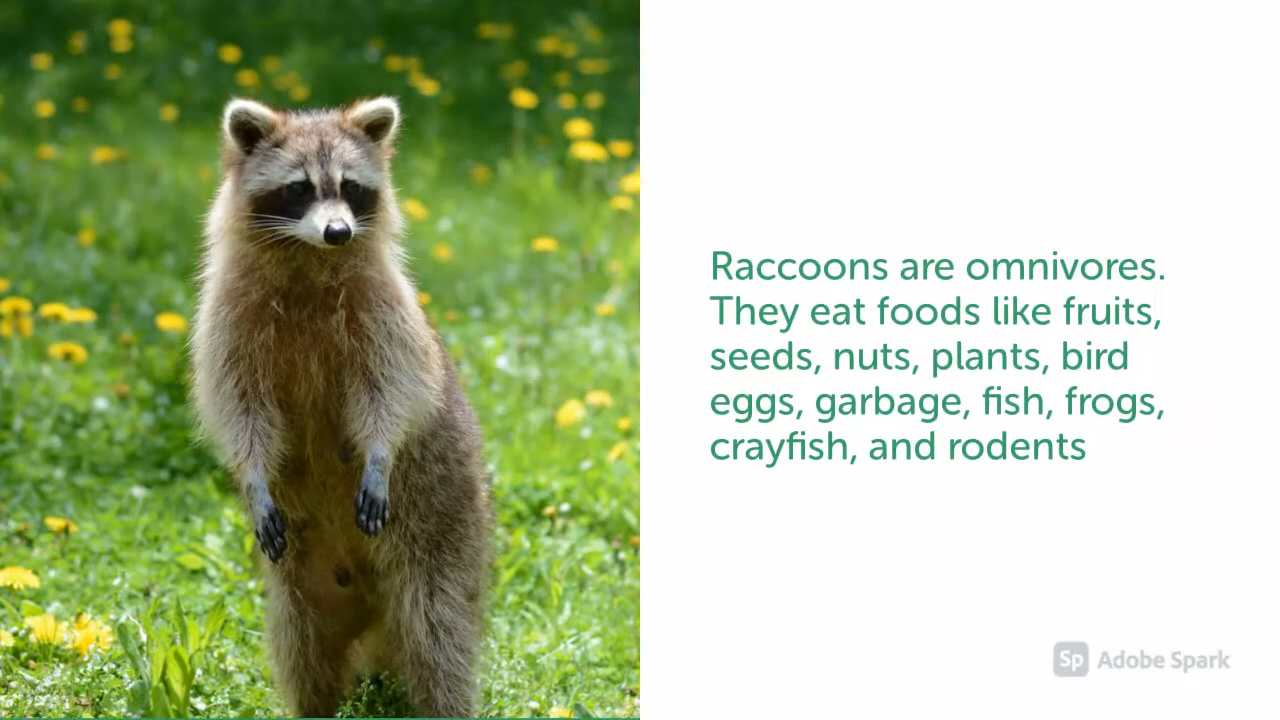 Raccoons are omnivores.
They eat foods like fruits,
seeds, nuts, plants, bird
eggs, garbage, fish, frogs,
crayfish, and rodents
Sp Adobe Spark